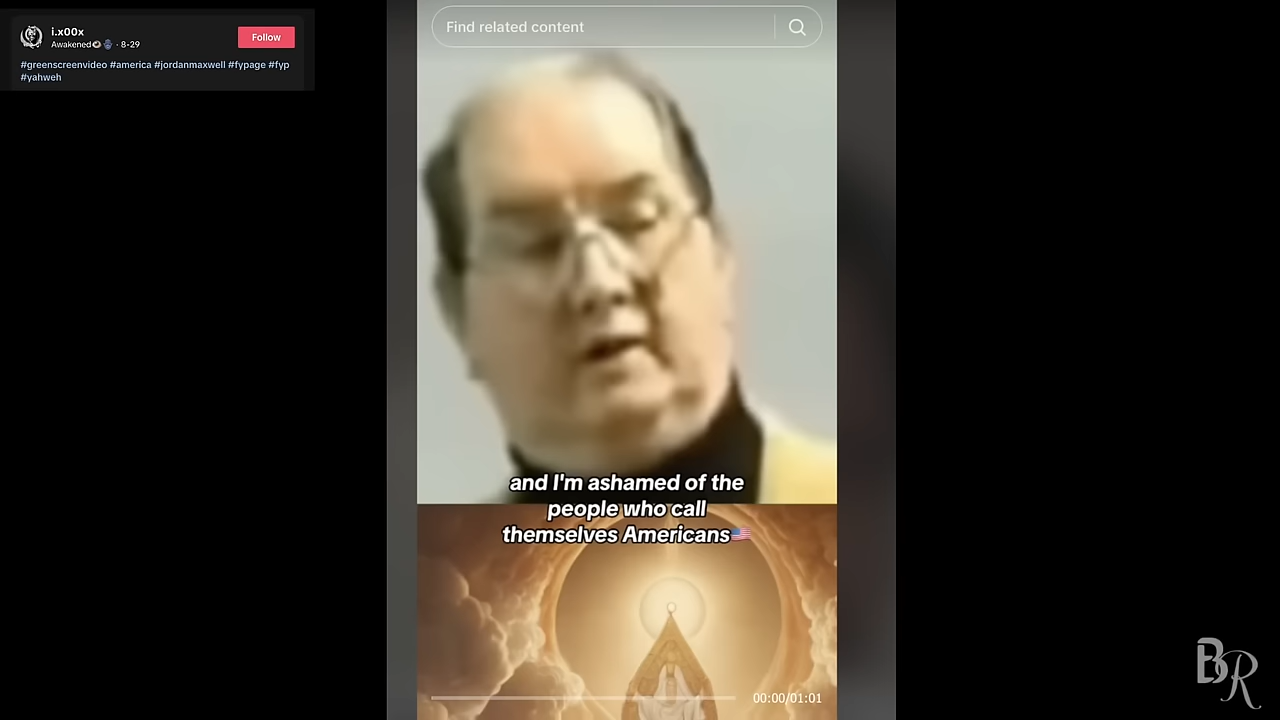 i.x00x
Awakened · 8-29
Follow
#greenscreenvideo #america #jordanmaxwell #fypage #fyp
#yahweh
Find related content
and I'm ashamed of the
people who call
themselves Americans🇺🇸
00:00/01:01
BR